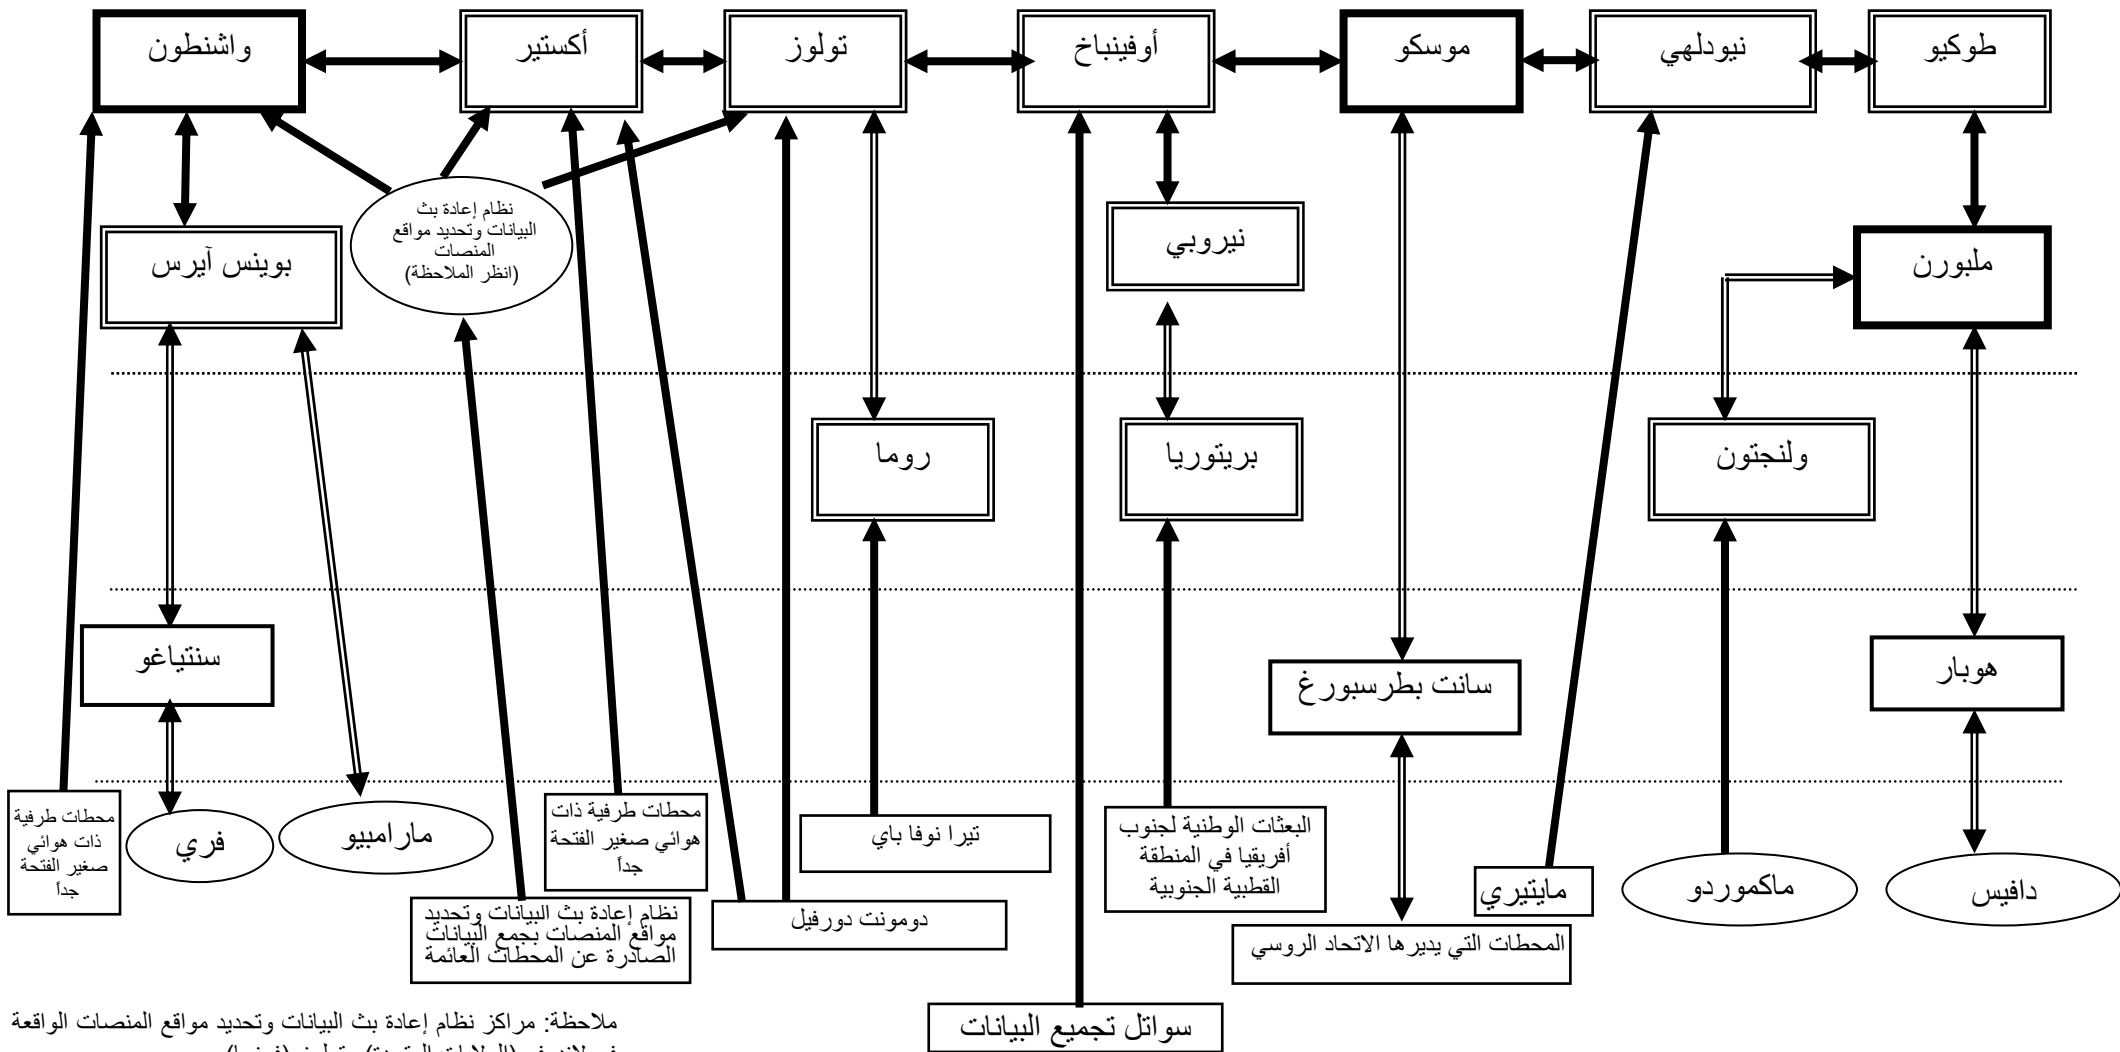 طوكيو
نيودلهي
موسكو
أوفينباخ
تولوز
أكستير
واشنطون
نظام إعادة بث
البيانات وتحديد مواقع
المنصات
(انظر الملاحظة)
نيروبي
بوينس آيرس
ملبورن
ولنجتون
بريتوريا
روما
هوبار
سانت بطرسبورغ
سنتياغو
دافيس
ماكموردو
مايتيري
المحطات التي يديرها الاتحاد الروسي
البعثات الوطنية لجنوب
أفريقيا في المنطقة
القطبية الجنوبية
تيرا نوفا باي
دومونت دورفيل
محطات طرفية ذات
هوائي صغير الفتحة
جداً
نظام إعادة بث البيانات وتحديد
مواقع المنصات بجمع البيانات
الصادرة عن المحطات العائمة
مارامبيو
فري
محطات طرفية
ذات هوائي
صغير الفتحة
جداً
سواتل تجميع البيانات
ملاحظة: مراكز نظام إعادة بث البيانات وتحديد مواقع المنصات الواقعة